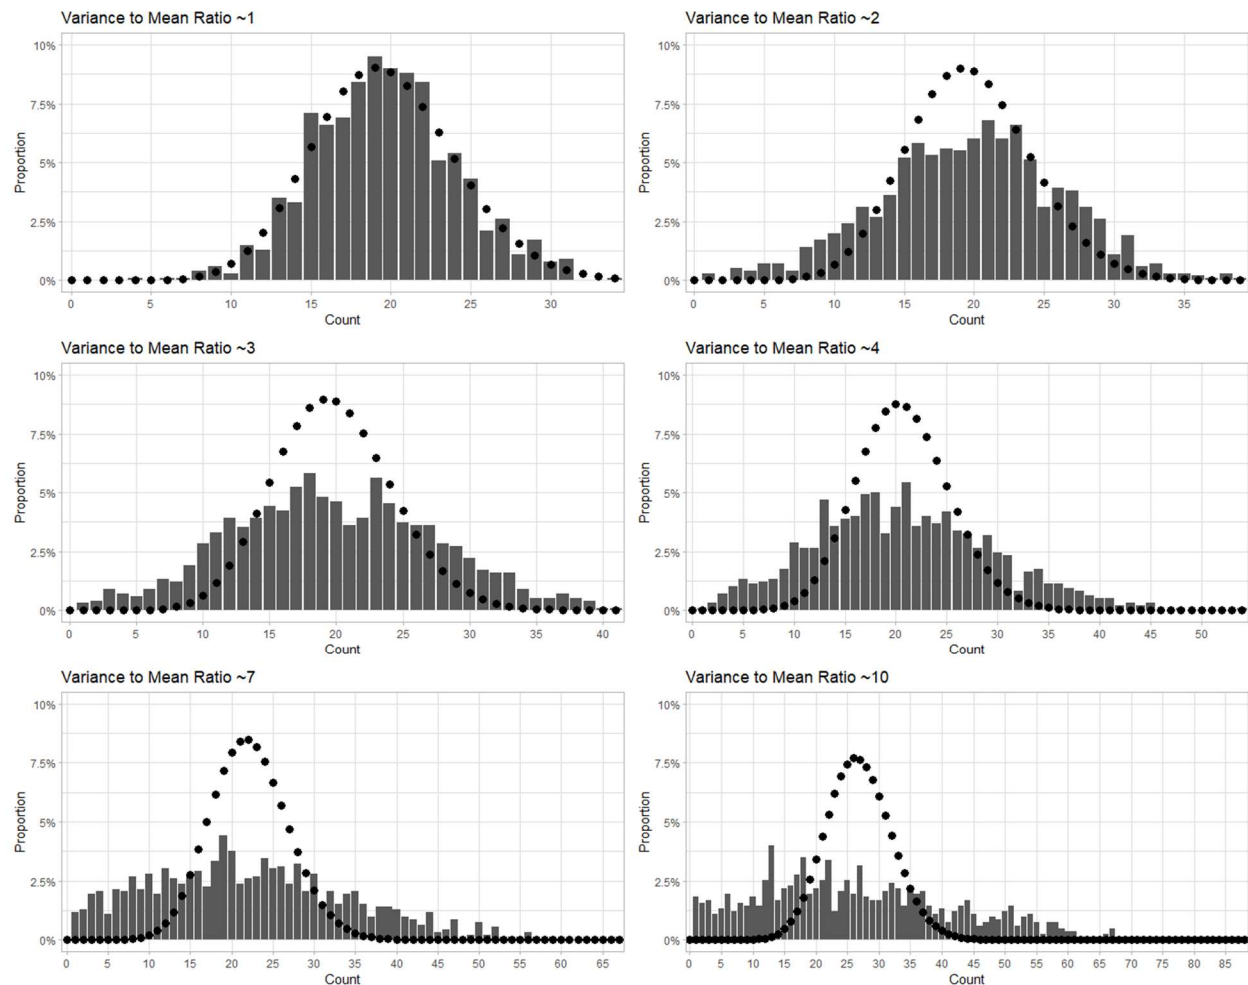 Variance to Mean Ratio ~1
10%
7.5%
5%
2.5%
0%
Proportion
0 5 10 15 20 25 30
Count
Variance to Mean Ratio ~2
10%
7.5%
5%
2.5%
0%
Proportion
0 5 10 15 20 25 30 35
Count
Variance to Mean Ratio ~3
10%
7.5%
5%
2.5%
0%
Proportion
0 5 10 15 20 25 30 35 40
Count
Variance to Mean Ratio ~4
10%
7.5%
5%
2.5%
0%
Proportion
0 5 10 15 20 25 30 35 40 45 50
Count
Variance to Mean Ratio ~7
10%
7.5%
5%
2.5%
0%
Proportion
0 5 10 15 20 25 30 35 40 45 50 55 60 65
Count
Variance to Mean Ratio ~10
10%
7.5%
5%
2.5%
0%
Proportion
0 5 10 15 20 25 30 35 40 45 50 55 60 65 70 75 80 85
Count